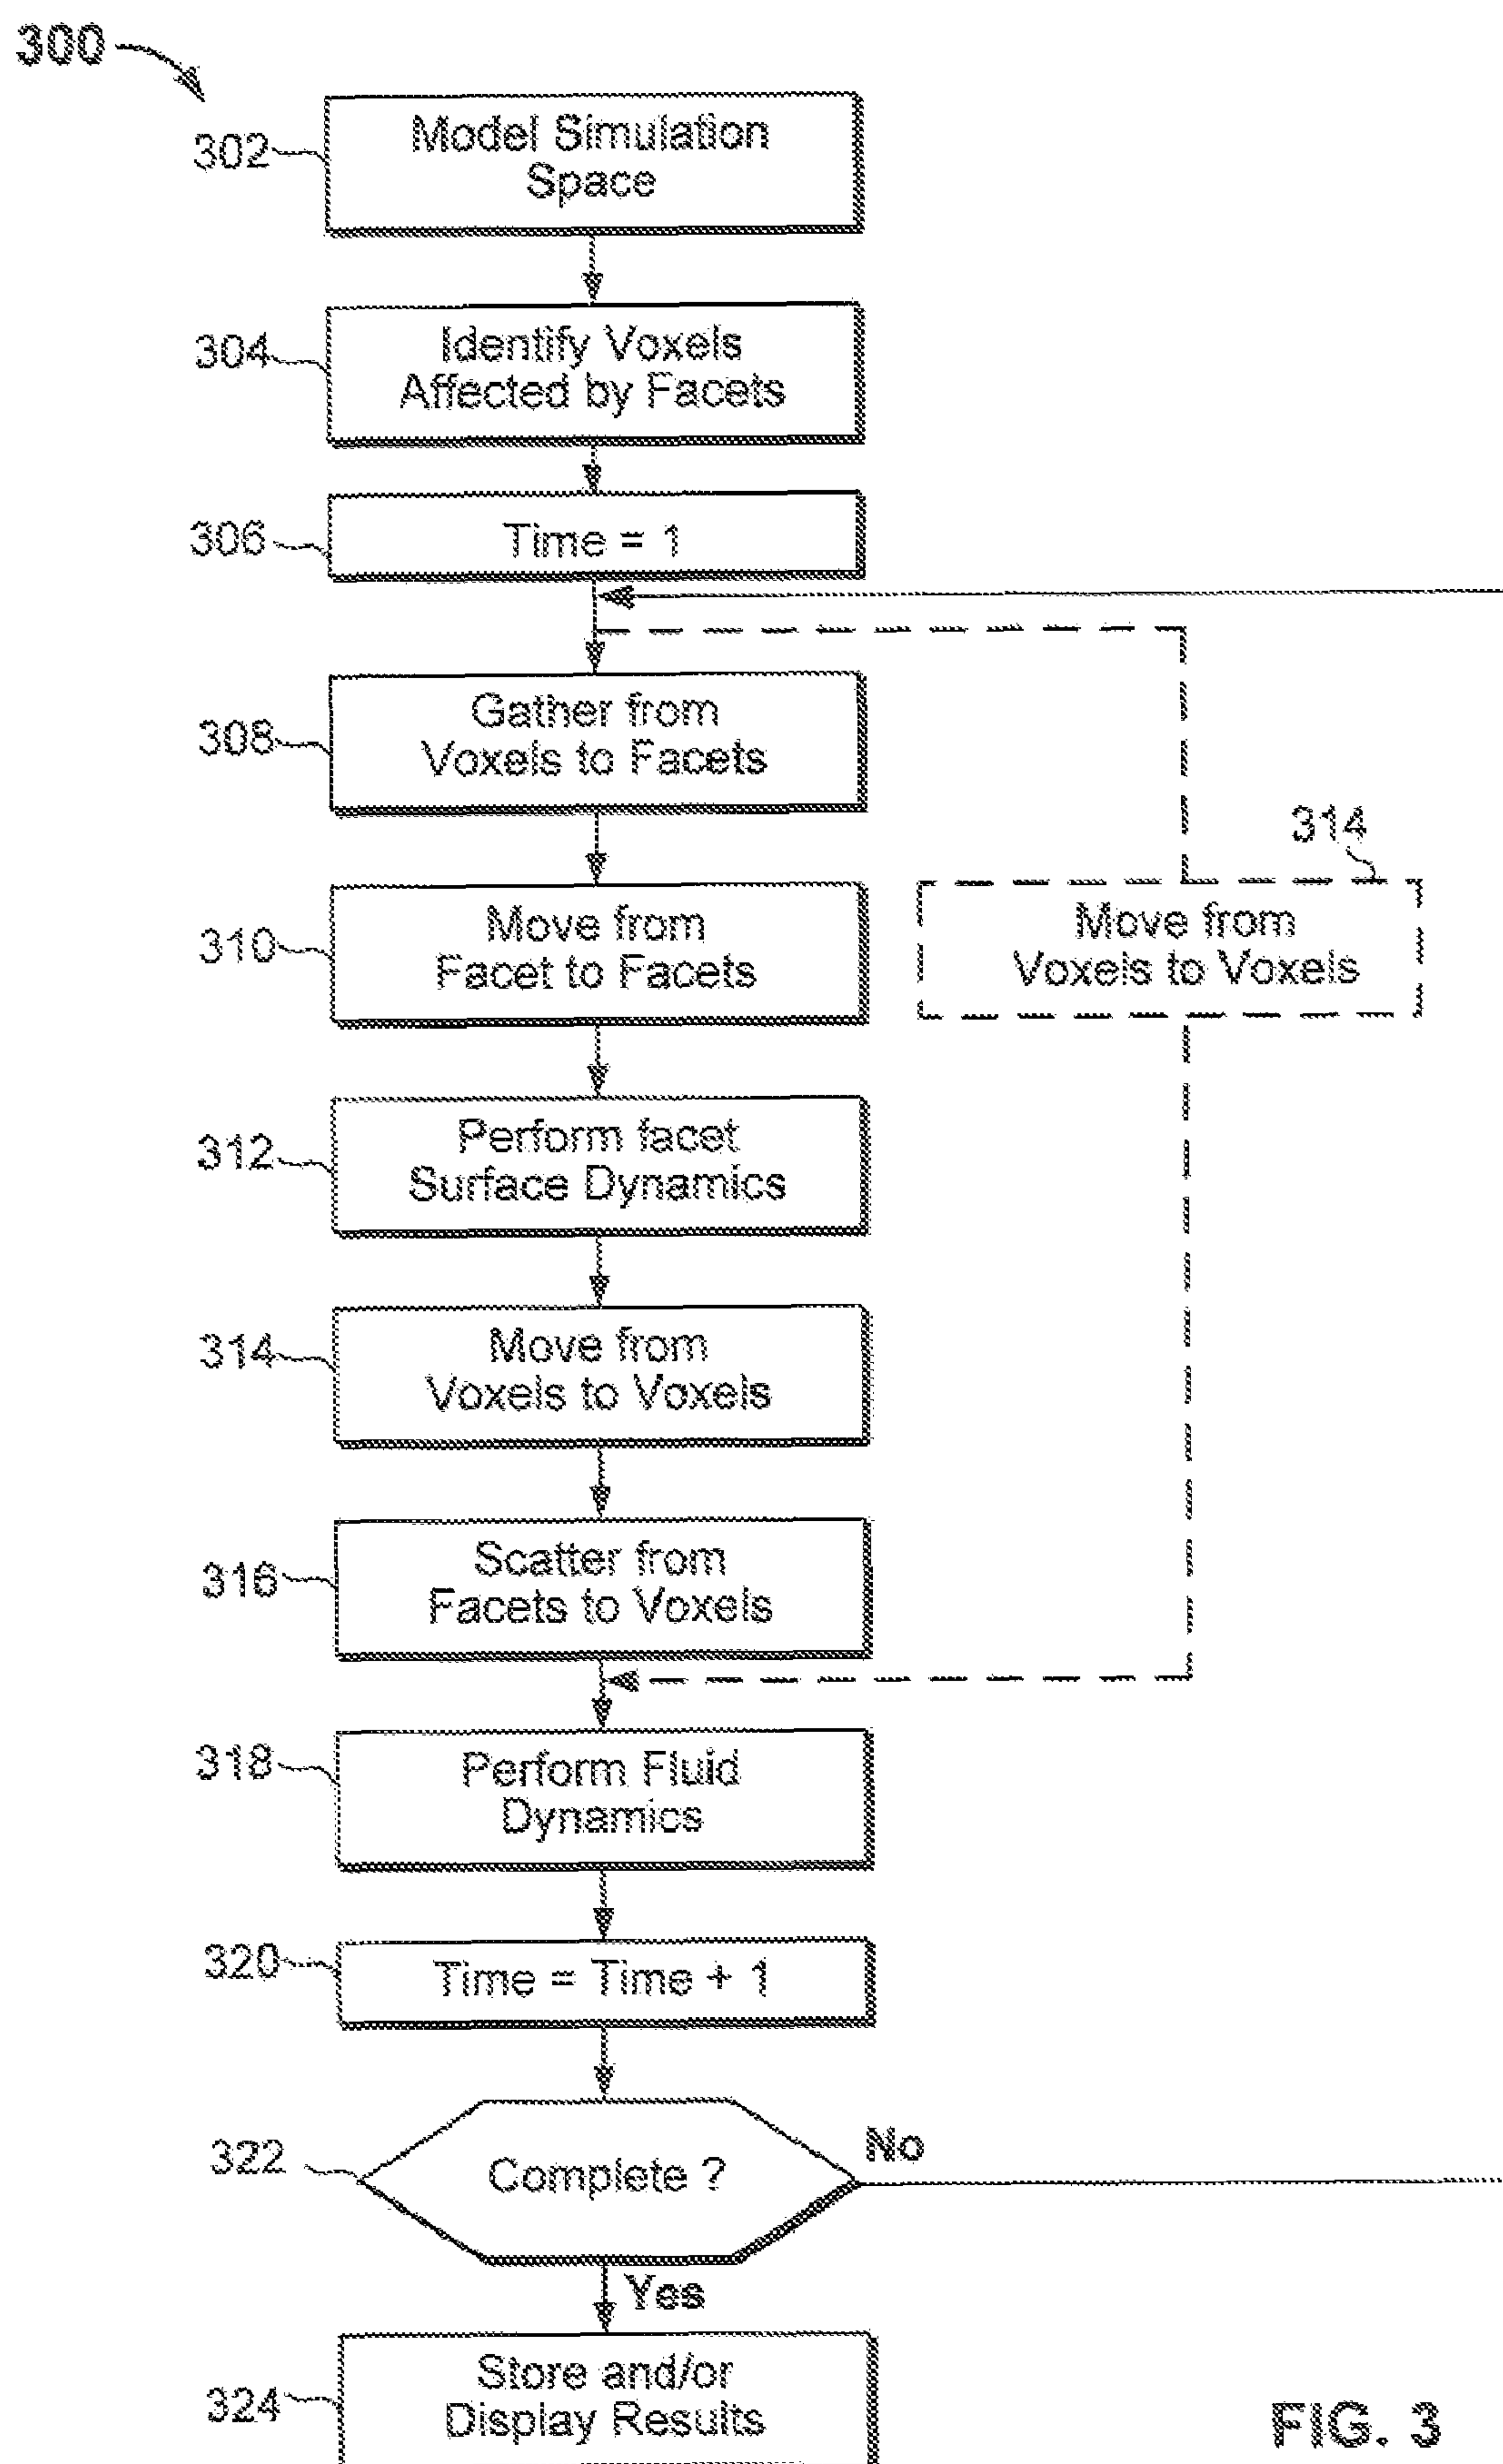 300
302
Model Simulation
Space
304
Identify Voxels
Affected by Facets
306
Time = 1
308
Gather from
Voxels to Facets
314
310
Move from
Facet to Facets
Move from
Voxels to Voxels
312
Perform facet
Surface Dynamics
314
Move from
Voxels to Voxels
316
Scatter from
Facets to Voxels
318
Perform Fluid
Dynamics
320
Time = Time + 1
322
Complete ?
No
Yes
324
Store and/or
Display Results
FIG. 3